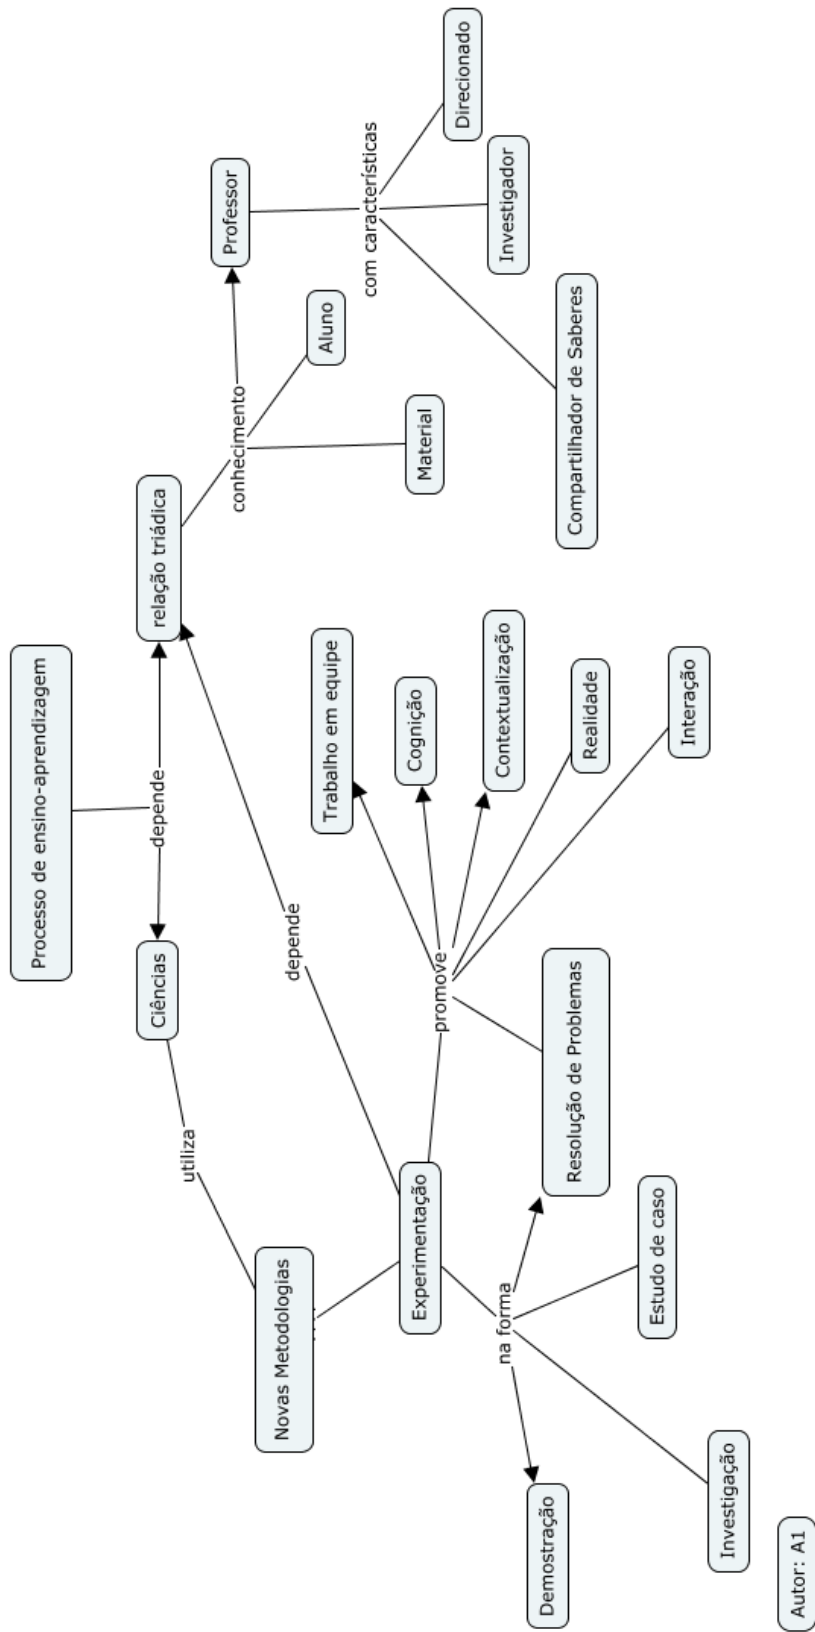 Processo de ensino-aprendizagem
depende
Ciências
relação triádica
utiliza
conhecimento
Novas Metodologias
depende
Professor
Aluno
Material
Experimentação
promove
Trabalho em equipe
Cognição
Contextualização
Realidade
Interação
Resolução de Problemas
com características
Direcionado
Investigador
Compartilhador de Saberes
na forma
Demostração
Investigação
Estudo de caso
Autor: A1